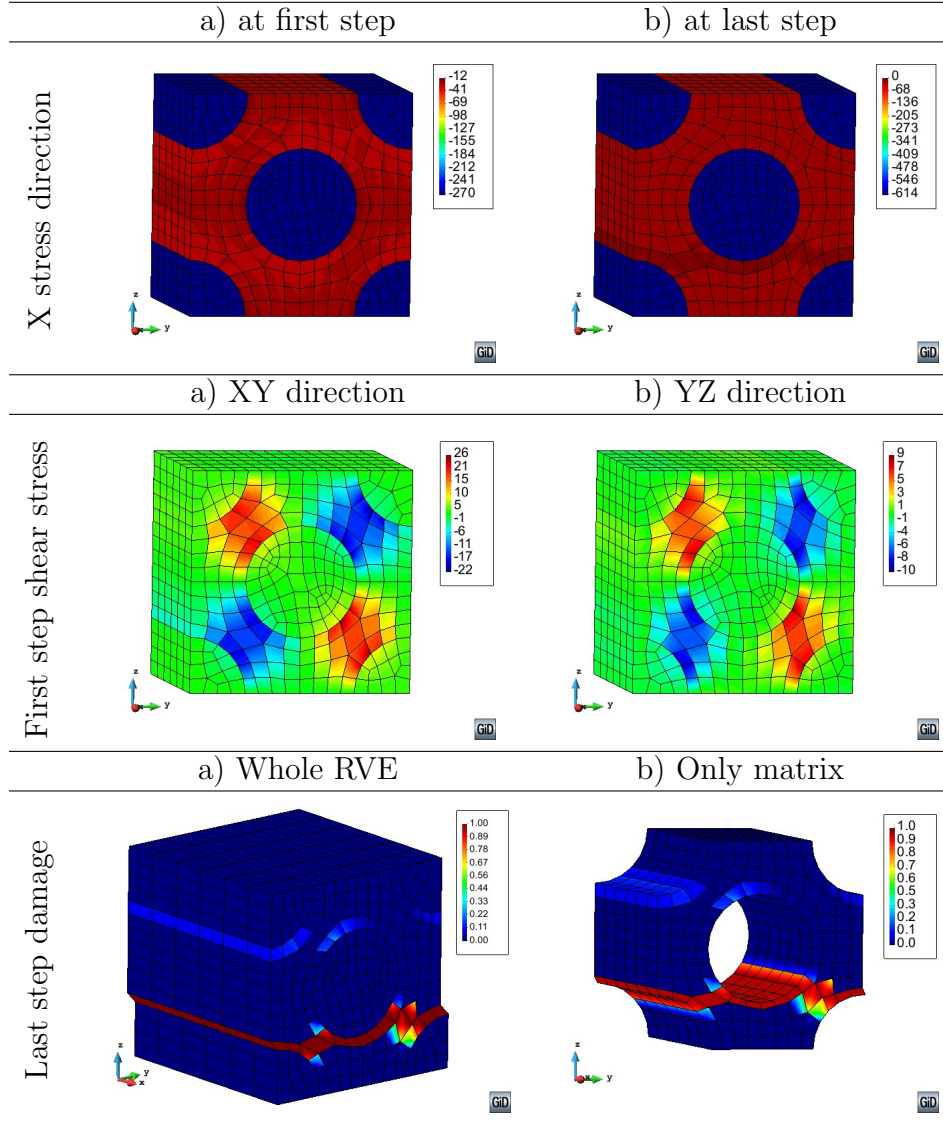 a) at first step
b) at last step
X stress direction
-12
-41
-69
-98
-127
-155
-184
-212
-241
-270
z
x
y
GiD
0
-68
-136
-205
-273
-341
-409
-478
-546
-614
z
x
y
GiD
a) XY direction
b) YZ direction
First step shear stress
26
21
15
10
5
-1
-6
-11
-17
-22
z
x
y
GiD
9
7
5
3
1
-1
-4
-6
-8
-10
z
x
y
GiD
a) Whole RVE
b) Only matrix
Last step damage
1.00
0.89
0.78
0.67
0.56
0.44
0.33
0.22
0.11
0.00
z
y
x
GiD
1.0
0.9
0.8
0.7
0.6
0.4
0.3
0.2
0.1
0.0
z
x
y
GiD